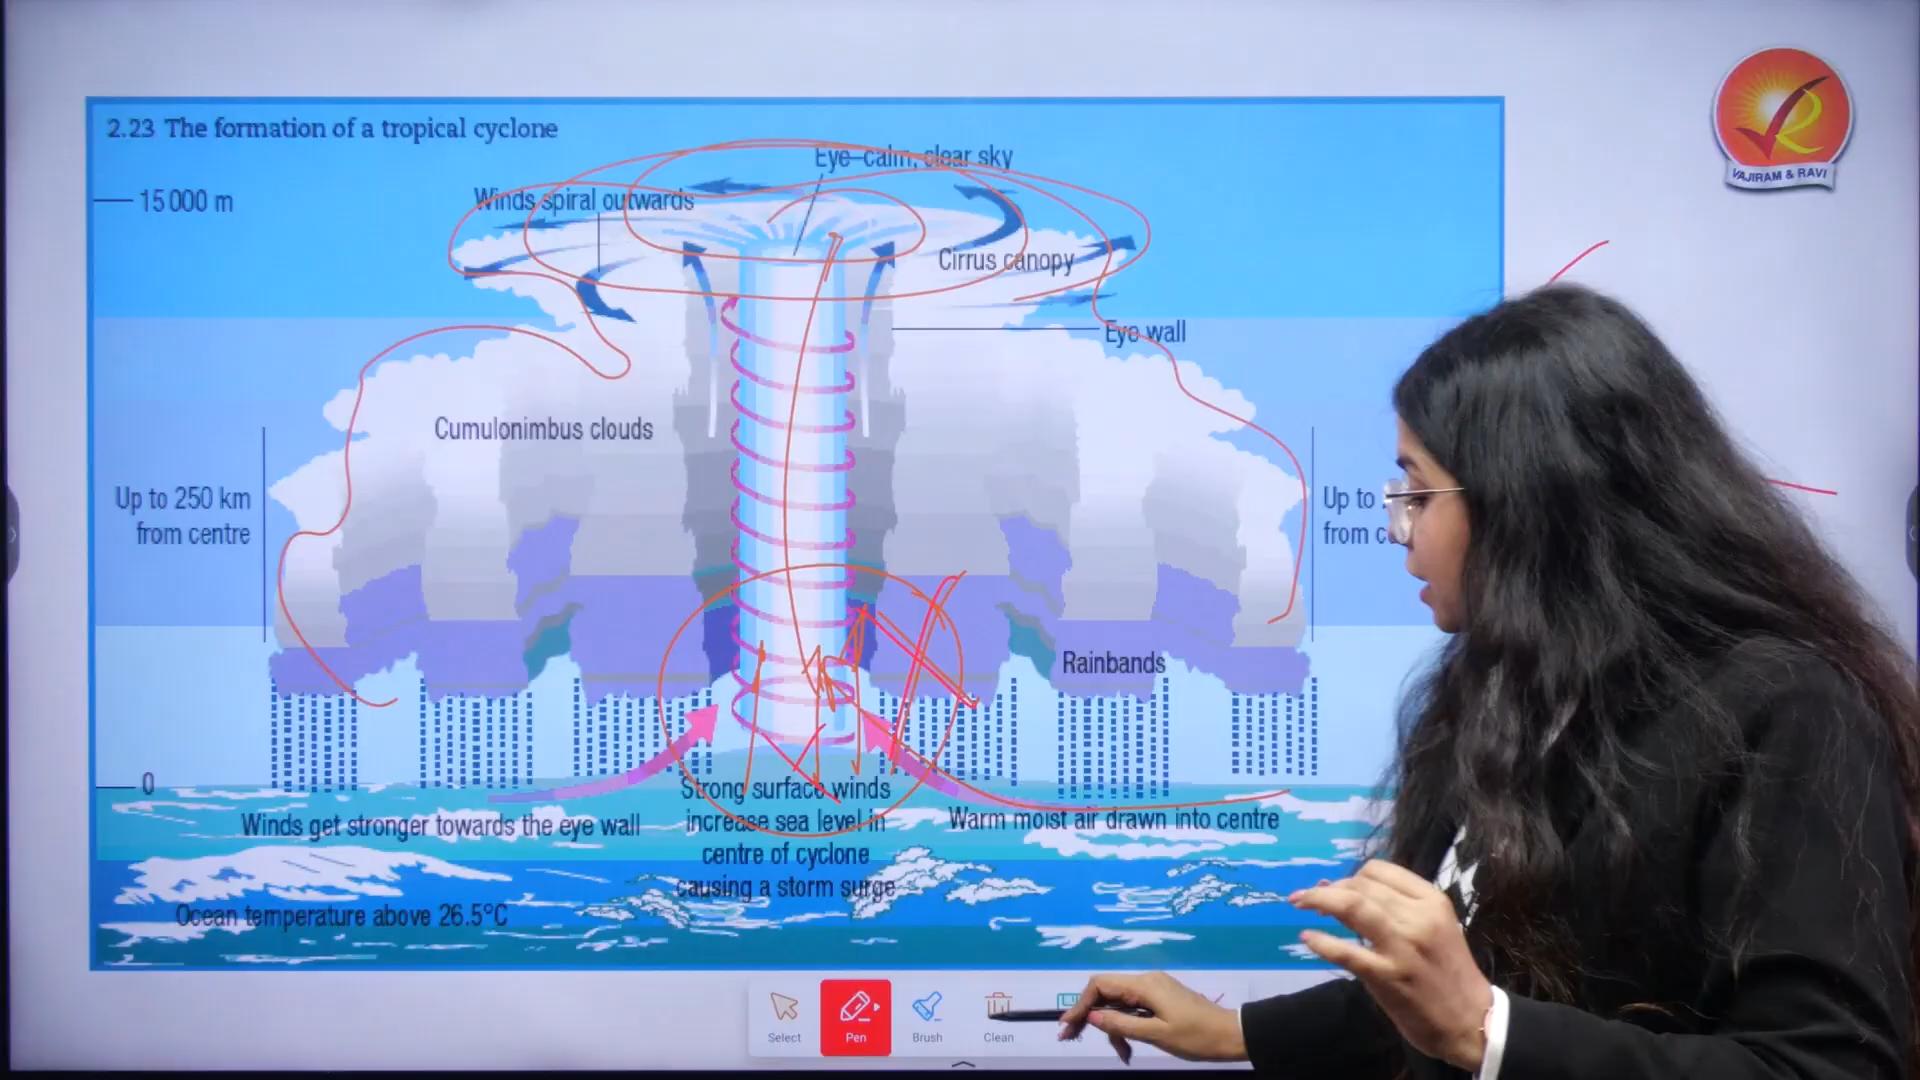 2.23 The formation of a tropical cyclone
Eye–calm, clear sky
VAJIRAM & RAVI
15 000 m
Winds spiral outwards
Cirrus canopy
Eye wall
Cumulonimbus clouds
Up to 250 km
from centre
Up to
from
Rainbands
0
Strong surface winds
increase sea level in
centre of cyclone
causing a storm surge
Winds get stronger towards the eye wall
Warm moist air drawn into centre
Ocean temperature above 26.5°C
Select
Pen
Brush
Clean